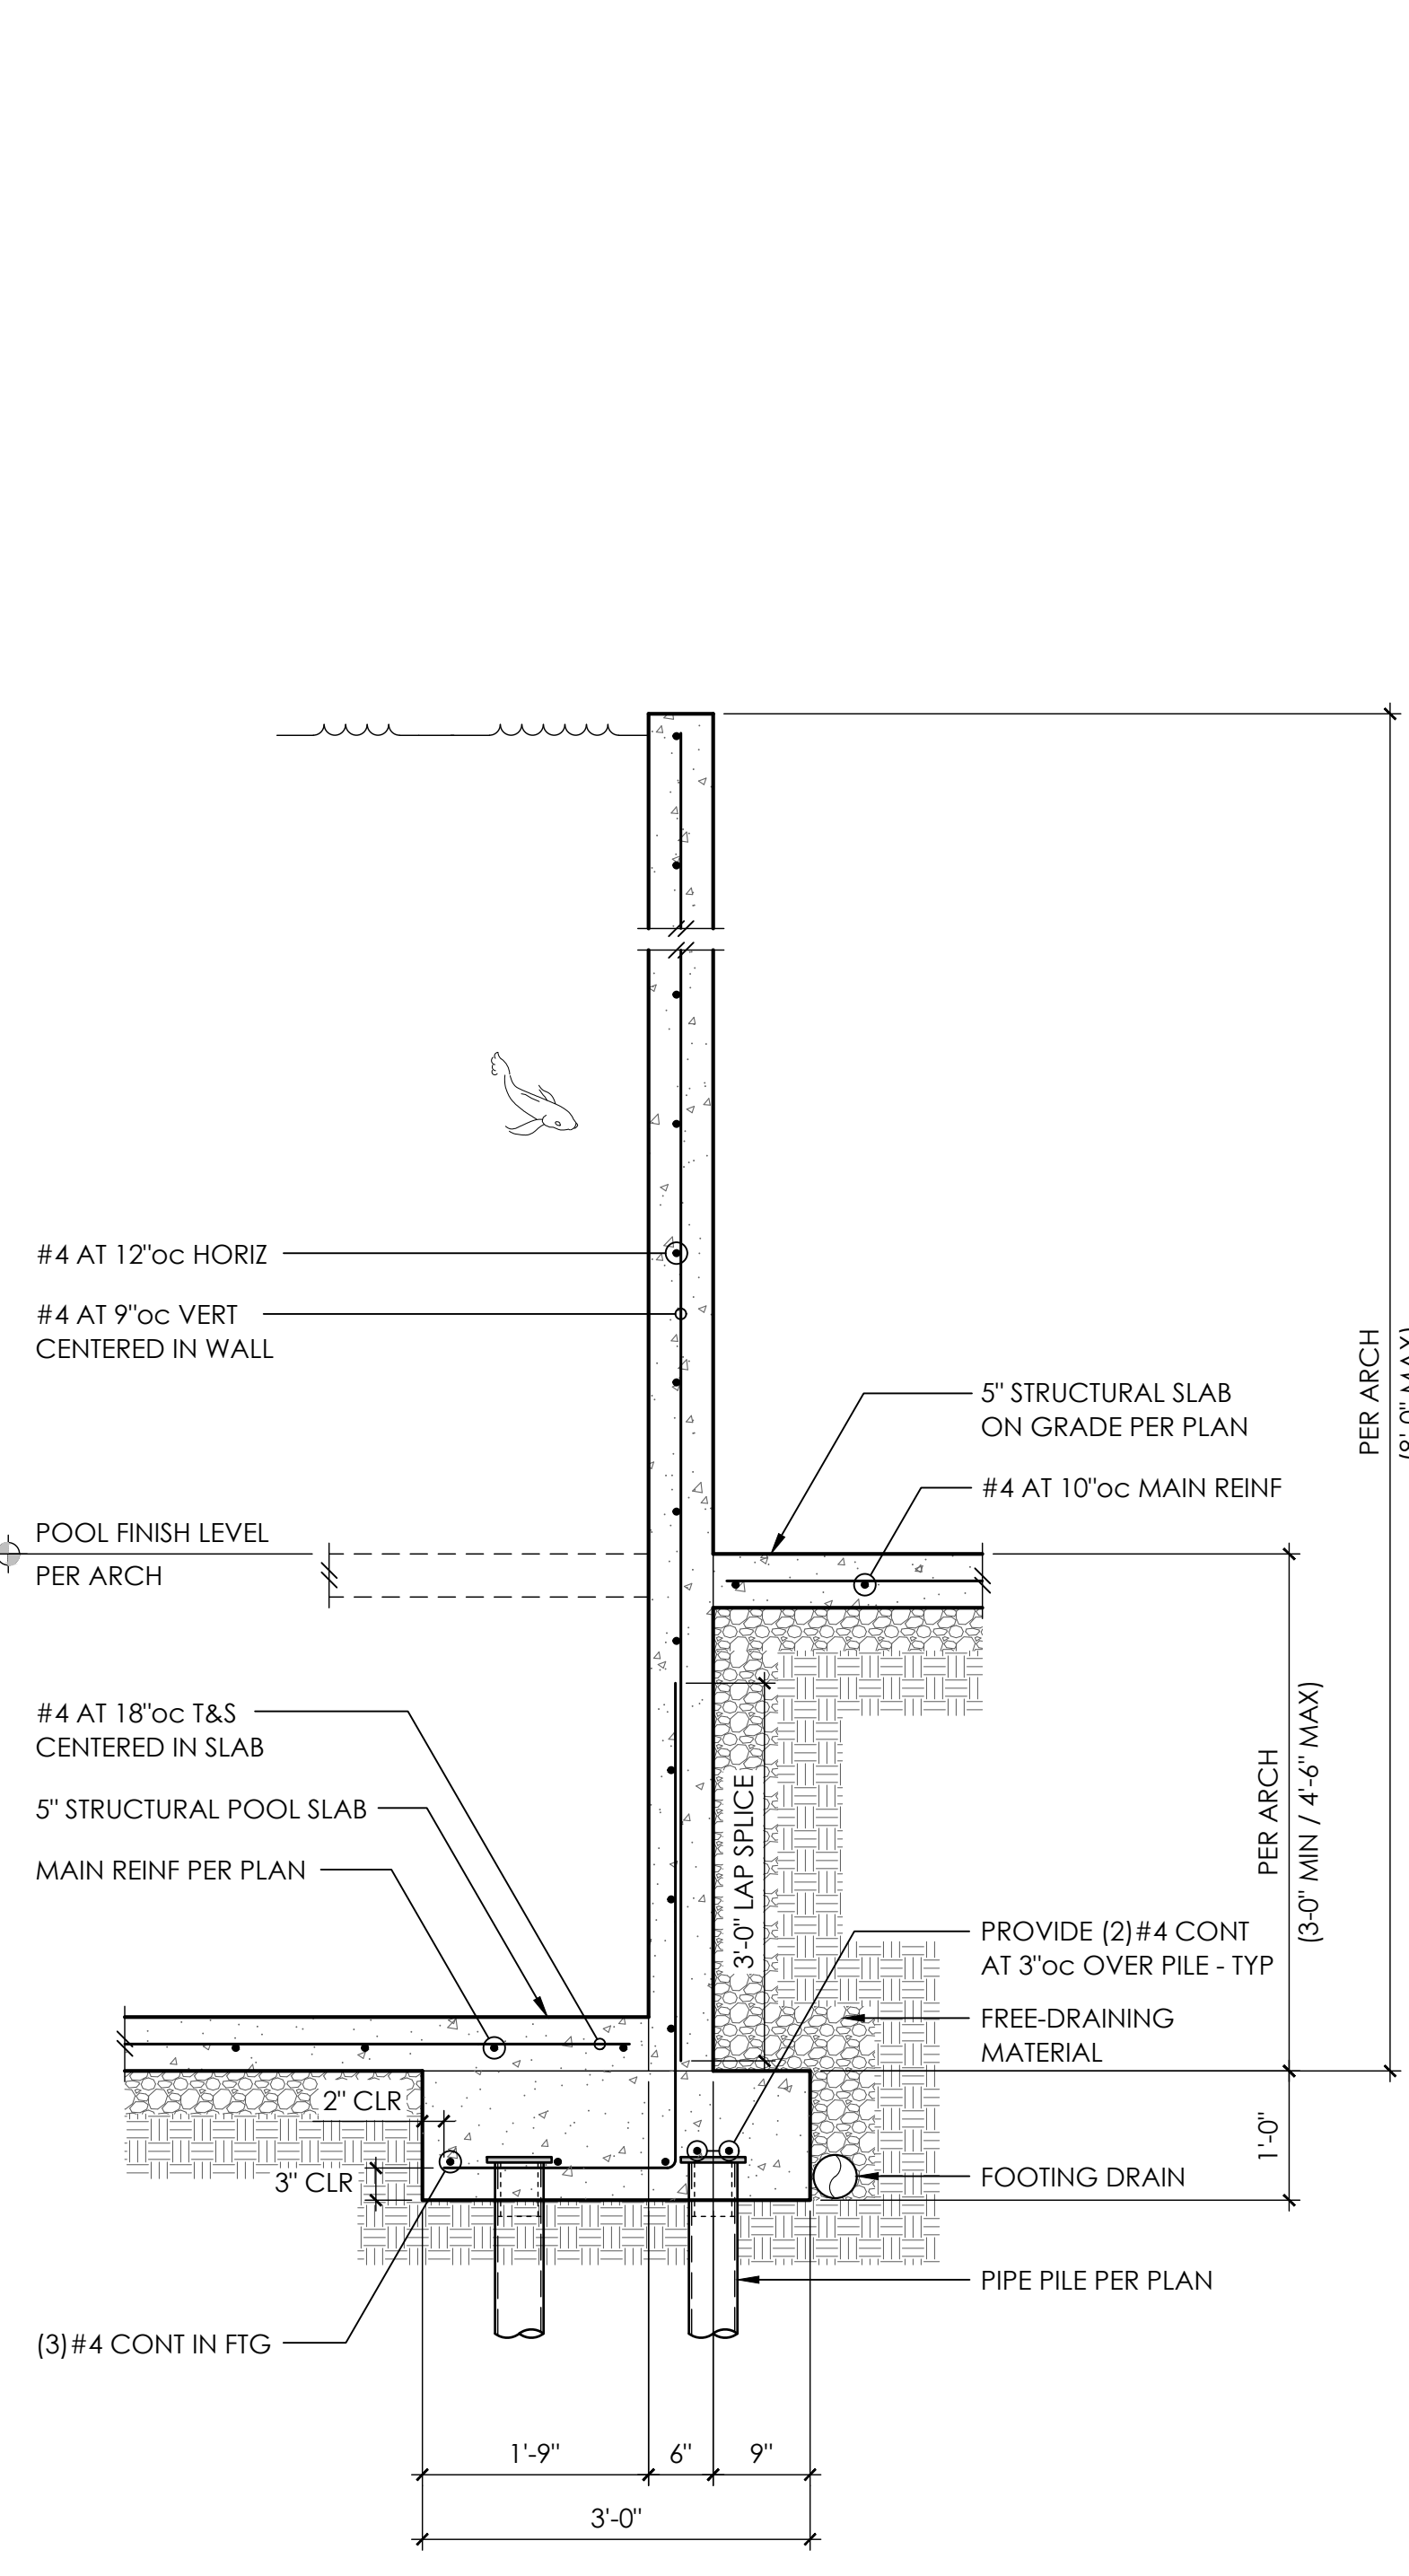 #4 AT 12"oc HORIZ
#4 AT 9"oc VERT
CENTERED IN WALL
PER ARCH
5" STRUCTURAL SLAB
ON GRADE PER PLAN
#4 AT 10"oc MAIN REINF
POOL FINISH LEVEL
PER ARCH
#4 AT 18"oc T&S
CENTERED IN SLAB
5" STRUCTURAL POOL SLAB
MAIN REINF PER PLAN
3'-0" LAP SPLICE
PER ARCH
(3-0" MIN / 4'-6" MAX)
PROVIDE (2)#4 CONT
AT 3"oc OVER PILE - TYP
FREE-DRAINING
MATERIAL
2" CLR
3" CLR
1'-0"
FOOTING DRAIN
PIPE PILE PER PLAN
(3)#4 CONT IN FTG
1'-9"
6"
9"
3'-0"